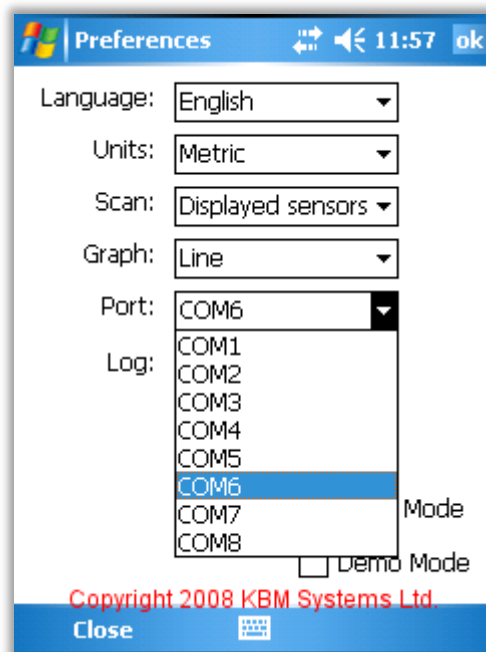 Preferences 11:57 ok
Language: English
Units: Metric
Scan: Displayed sensors
Graph: Line
Port: COM6
COM1
Log: COM2
COM3
COM4
COM5
COM6
COM7 Mode
COM8
Demo Mode
Copyright 2008 KBM Systems Ltd.
Close